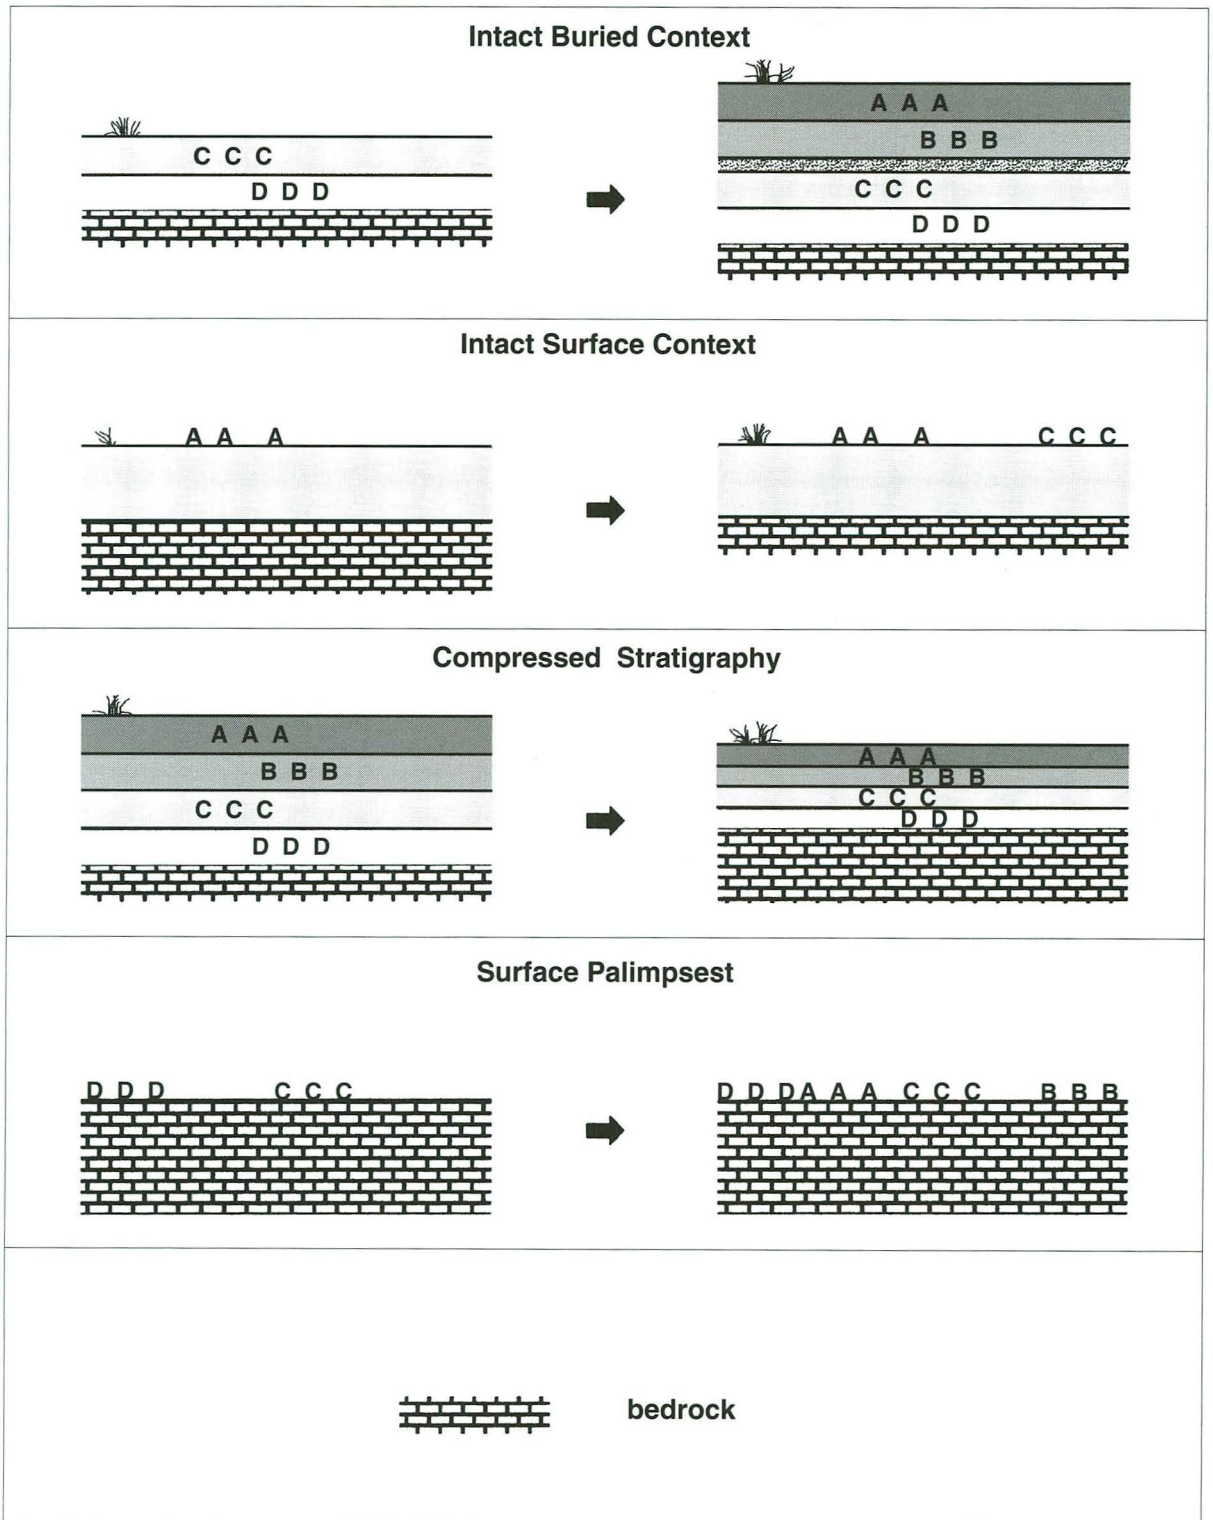 Intact Buried Context
A A A
B B B
C C C
C C C
D D D
D D D
Intact Surface Context
A A A
A A A
C C C
Compressed Stratigraphy
A A A
A A A
B B B
B B B
C C C
C C C
D D D
D D D
Surface Palimpsest
D D D
C C C
D D D A A A C C C B B B
bedrock